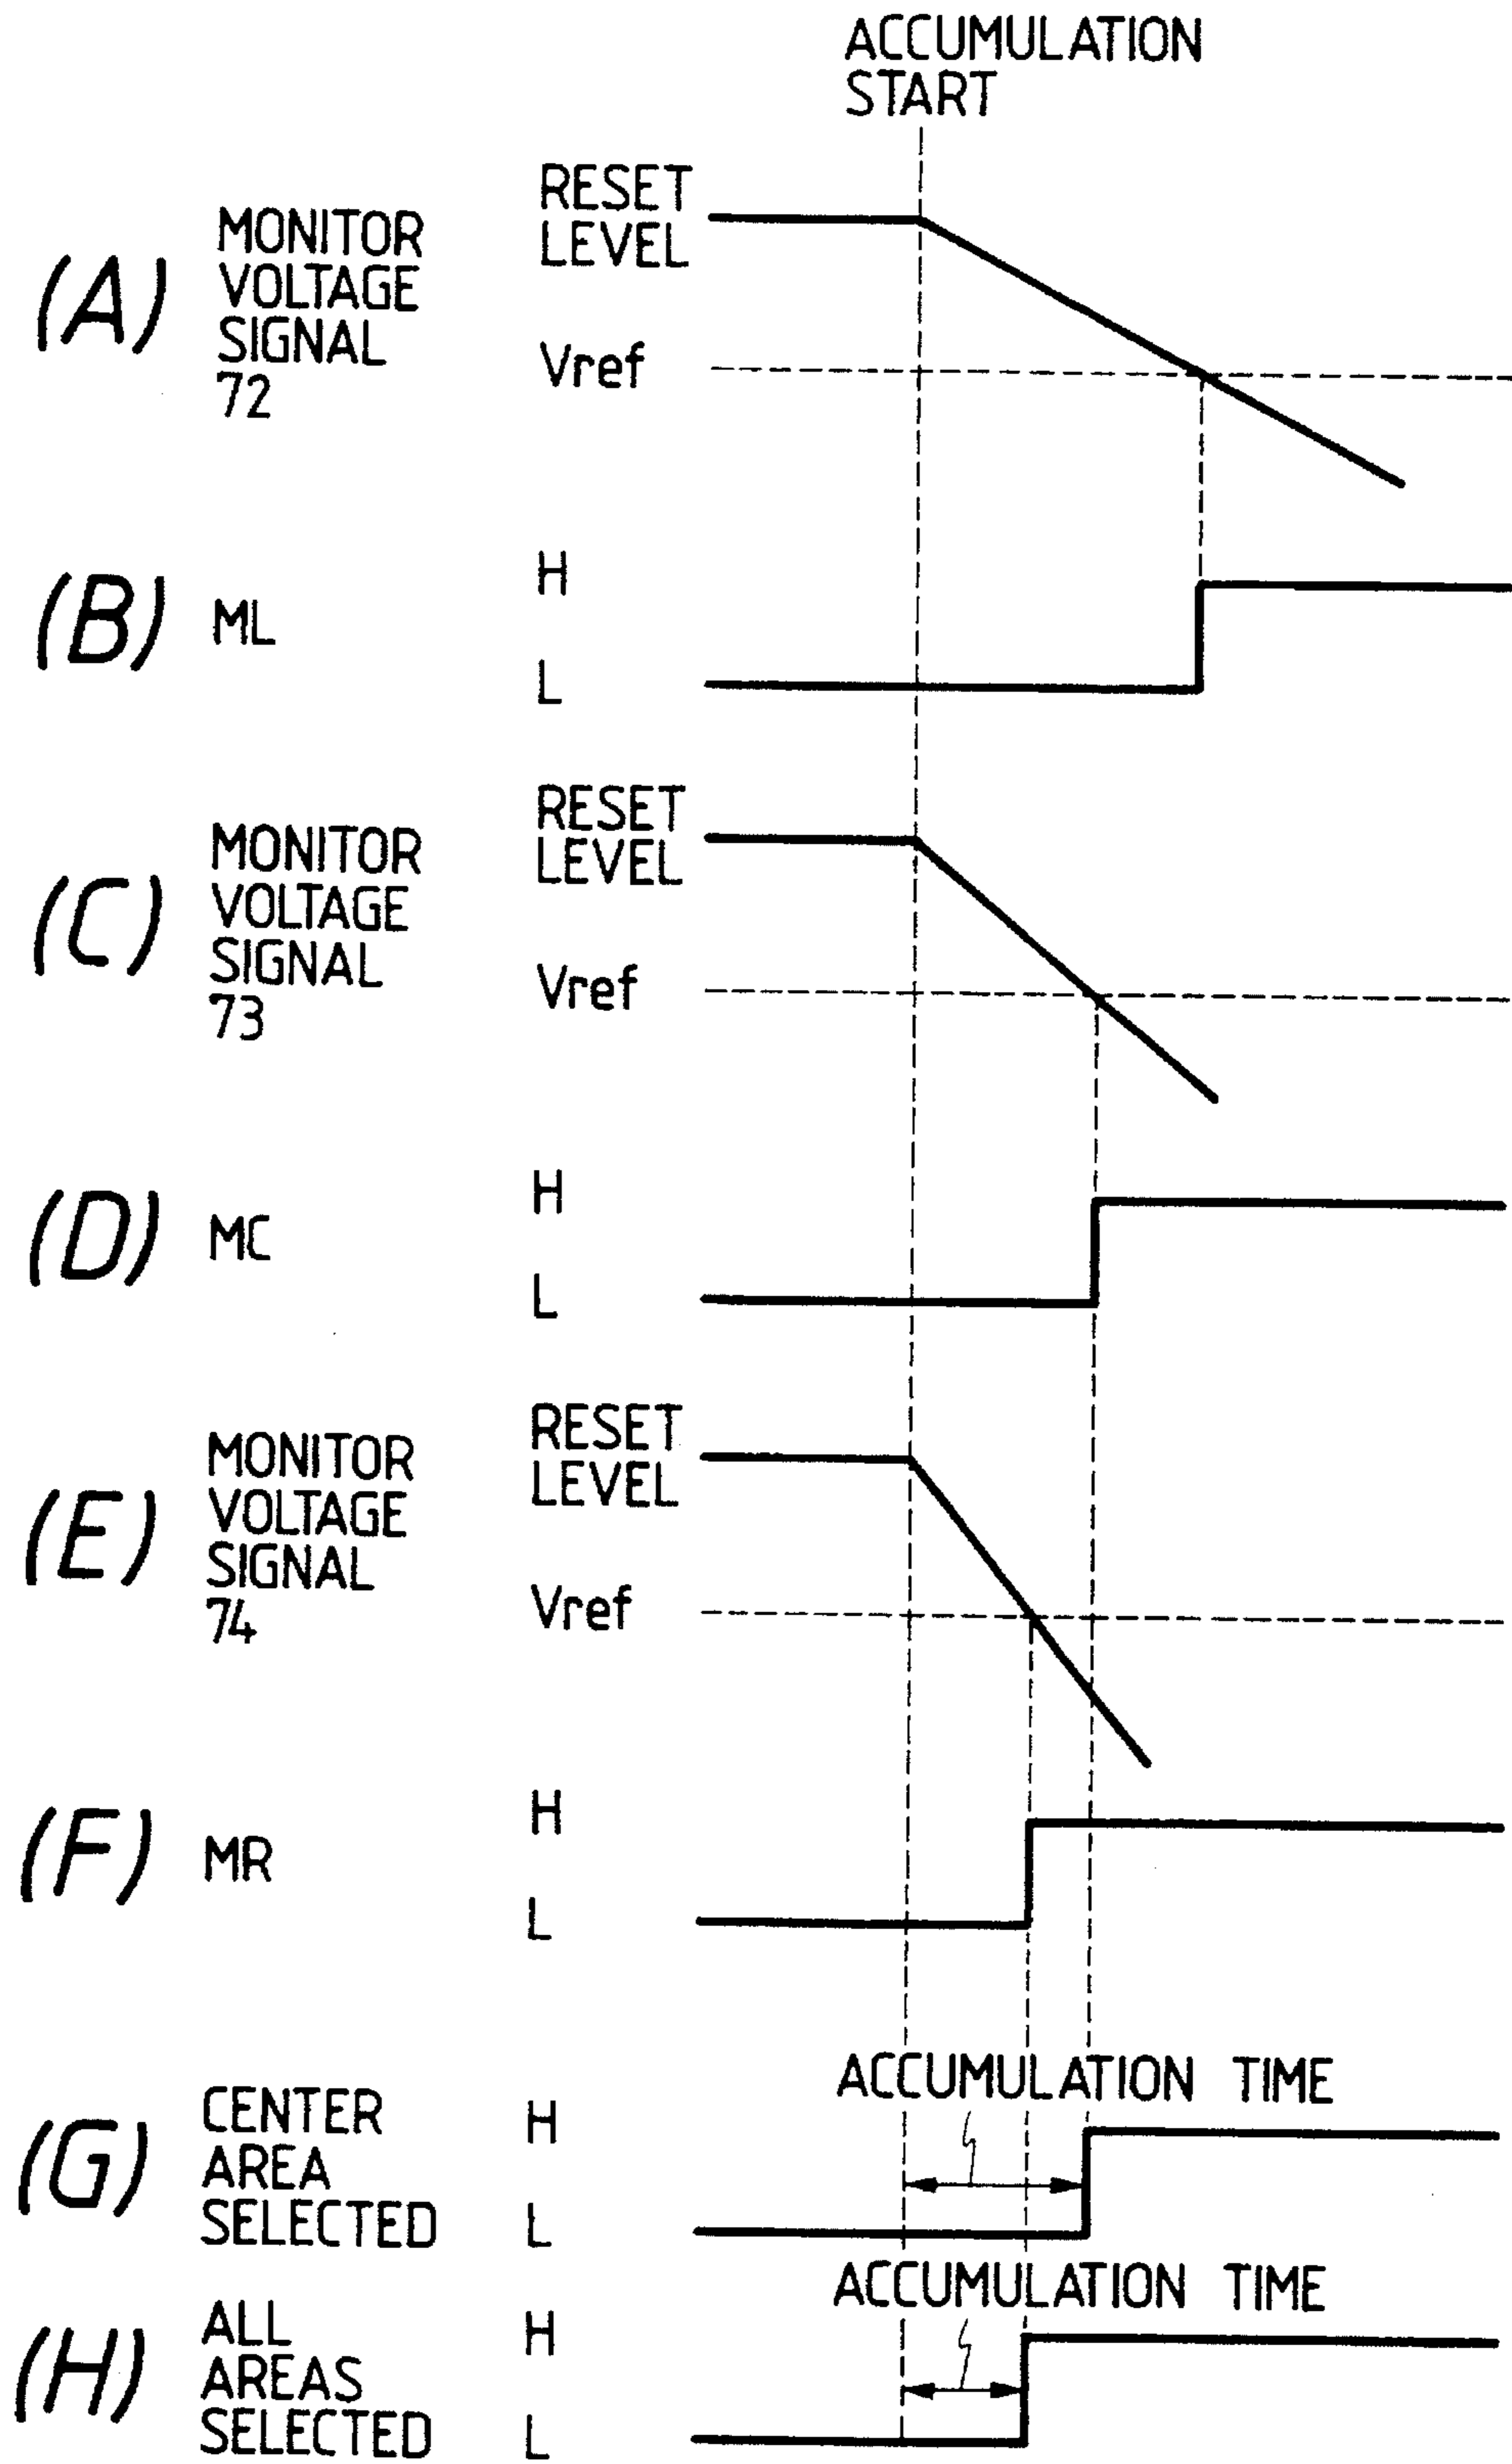 ACCUMULATION
START
(A)
MONITOR
VOLTAGE
SIGNAL
72
RESET
LEVEL
Vref
(B)
ML
H
L
(C)
MONITOR
VOLTAGE
SIGNAL
73
RESET
LEVEL
Vref
(D)
MC
H
L
(E)
MONITOR
VOLTAGE
SIGNAL
74
RESET
LEVEL
Vref
(F)
MR
H
L
(G)
CENTER
AREA
SELECTED
H
L
ACCUMULATION TIME
(H)
ALL
AREAS
SELECTED
H
L
ACCUMULATION TIME